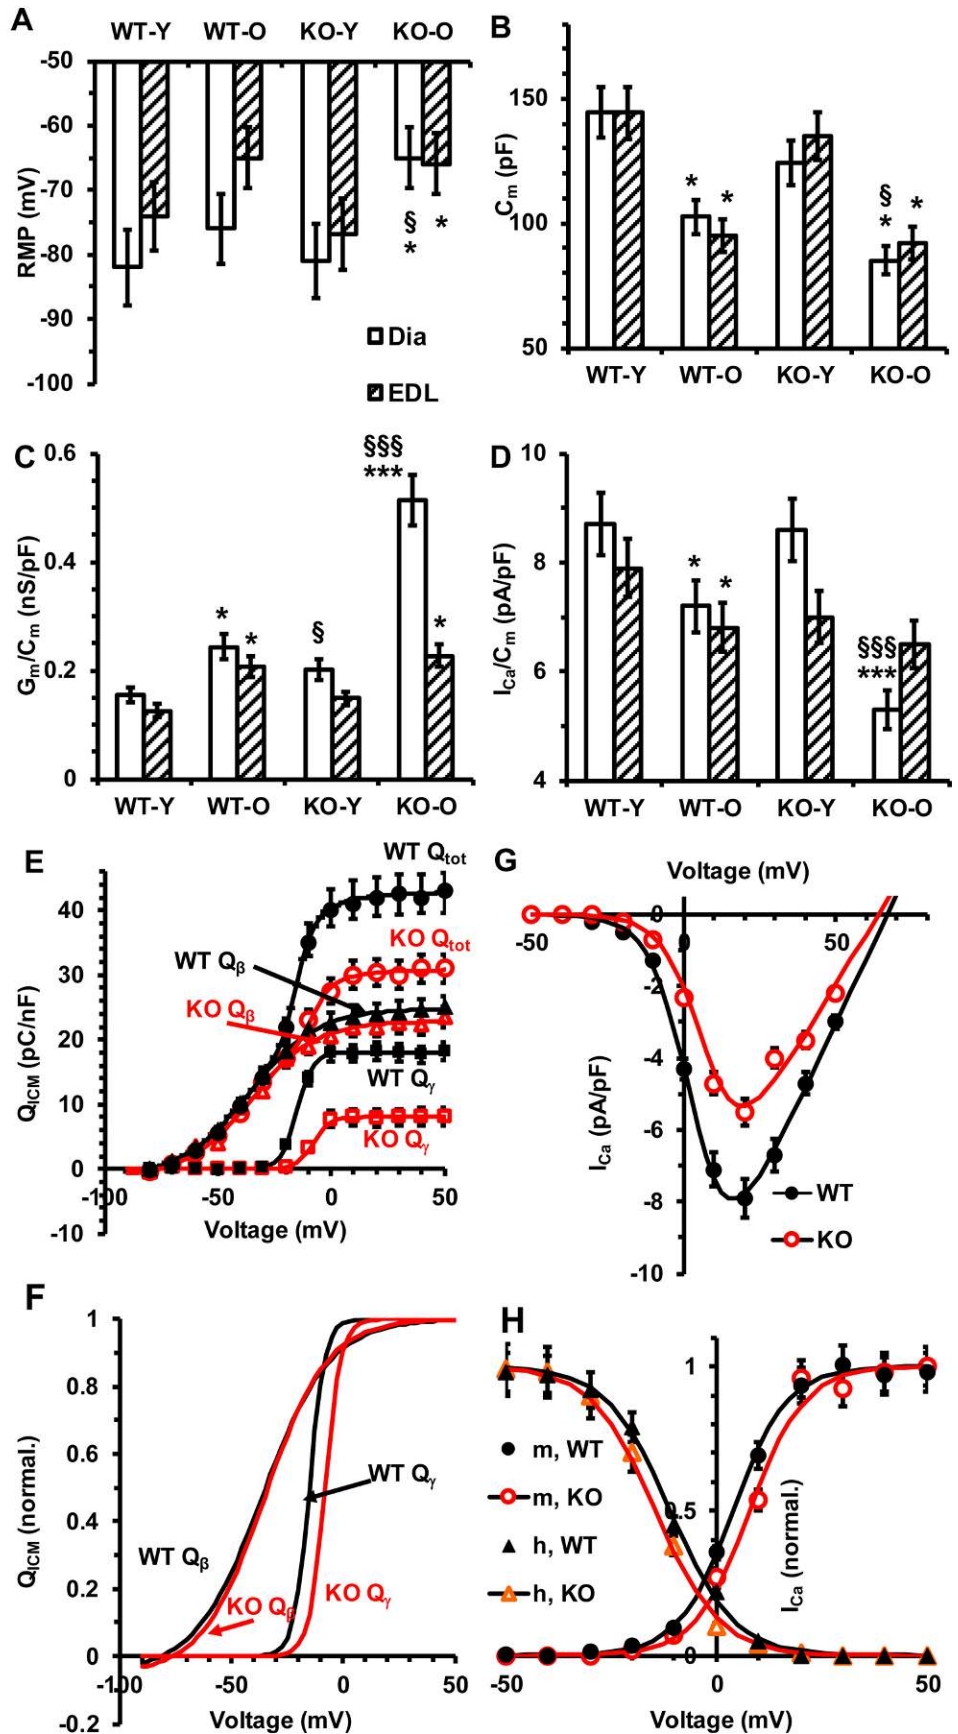 A
WT-Y WT-O KO-Y KO-O
-50
-60
-70
-80
-90
-100
RMP (mV)
§
*
*
Dia
EDL
B
150
100
50
Cm (pF)
* *
§
* *
WT-Y WT-O KO-Y KO-O
C
0.6
0.4
0.2
0
Gm/Cm (nS/pF)
* *
§
§§§
***
*
WT-Y WT-O KO-Y KO-O
D
10
8
6
4
ICa/Cm (pA/pF)
* *
§§§
***
WT-Y WT-O KO-Y KO-O
E
WT Qtot
40
30
20
10
0
-10
QICM (pC/nF)
KO Qtot
WT Qβ
KO Qβ
WT Qγ
KO Qγ
-100 -50 0 50
Voltage (mV)
G
Voltage (mV)
0
-50 0 50
-2
-4
-6
-8
-10
ICa (pA/pF)
WT
KO
F
1
0.8
0.6
0.4
0.2
0
-0.2
QICM (normal.)
WT Qγ
WT Qβ
KO Qβ
KO Qγ
-100 -50 0 50
Voltage (mV)
H
1
0.5
0
m, WT
m, KO
h, WT
h, KO
ICa (normal.)
-50 0 50
Voltage (mV)